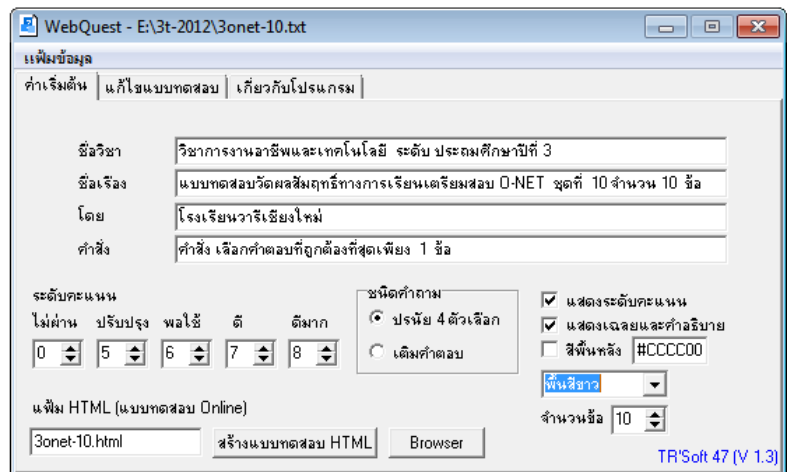 WebQuest - E:\3t-2012\3onet-10.txt
แฟ้มข้อมูล
ค่าเริ่มต้น แก้ไขแบบทดสอบ เกี่ยวกับโปรแกรม
ชื่อวิชา วิชาการงานอาชีพและเทคโนโลยี ระดับ ประถมศึกษาปีที่ 3
ชื่อเรื่อง แบบทดสอบวัดผลสัมฤทธิ์ทางการเรียนเตรียมสอบ O-NET ชุดที่ 10 จำนวน 10 ข้อ
โดย โรงเรียนวารีเชียงใหม่
คำสั่ง คำสั่ง เลือกคำตอบที่ถูกต้องที่สุดเพียง 1 ข้อ
ระดับคะแนน
ไม่ผ่าน ปรับปรุง พอใช้ ดี ดีมาก
0 5 6 7 8
ชนิดคำถาม
ปรนัย 4 ตัวเลือก
เติมคำตอบ
แสดงระดับคะแนน
แสดงเฉลยและคำอธิบาย
สีพื้นหลัง #CCCC00
พื้นสีขาว
จำนวนข้อ 10
แฟ้ม HTML (แบบทดสอบ Online)
3onet-10.html สร้างแบบทดสอบ HTML Browser
TR'Soft 47 (V 1.3)